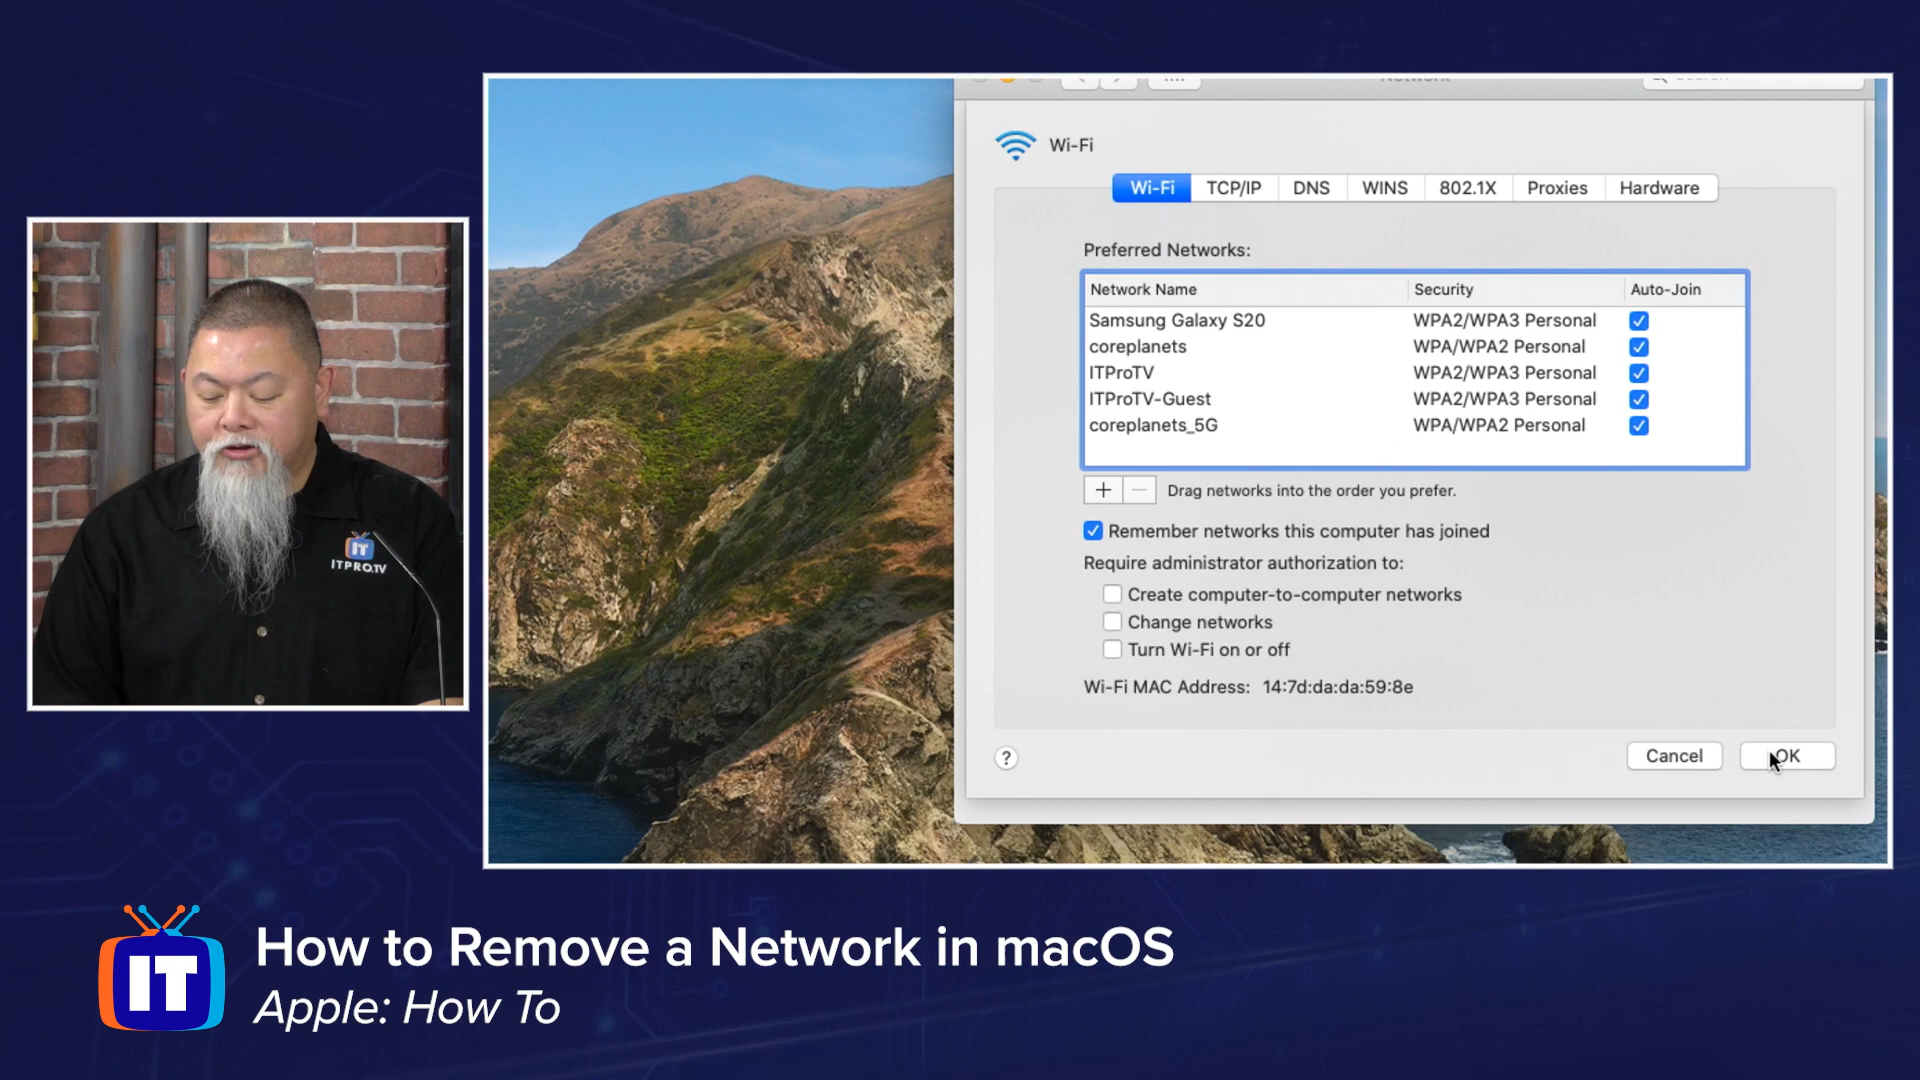 Wi-Fi
Wi-Fi TCP/IP DNS WINS 802.1X Proxies Hardware
Preferred Networks:
Network Name Security Auto-Join
Samsung Galaxy S20 WPA2/WPA3 Personal
coreplanets WPA/WPA2 Personal
ITProTV WPA2/WPA3 Personal
ITProTV-Guest WPA2/WPA3 Personal
coreplanets_5G WPA/WPA2 Personal
+ − Drag networks into the order you prefer.
Remember networks this computer has joined
Require administrator authorization to:
Create computer-to-computer networks
Change networks
Turn Wi-Fi on or off
Wi-Fi MAC Address: 14:7d:da:da:59:8e
? Cancel OK
IT
ITPRO.TV
IT
How to Remove a Network in macOS
Apple: How To